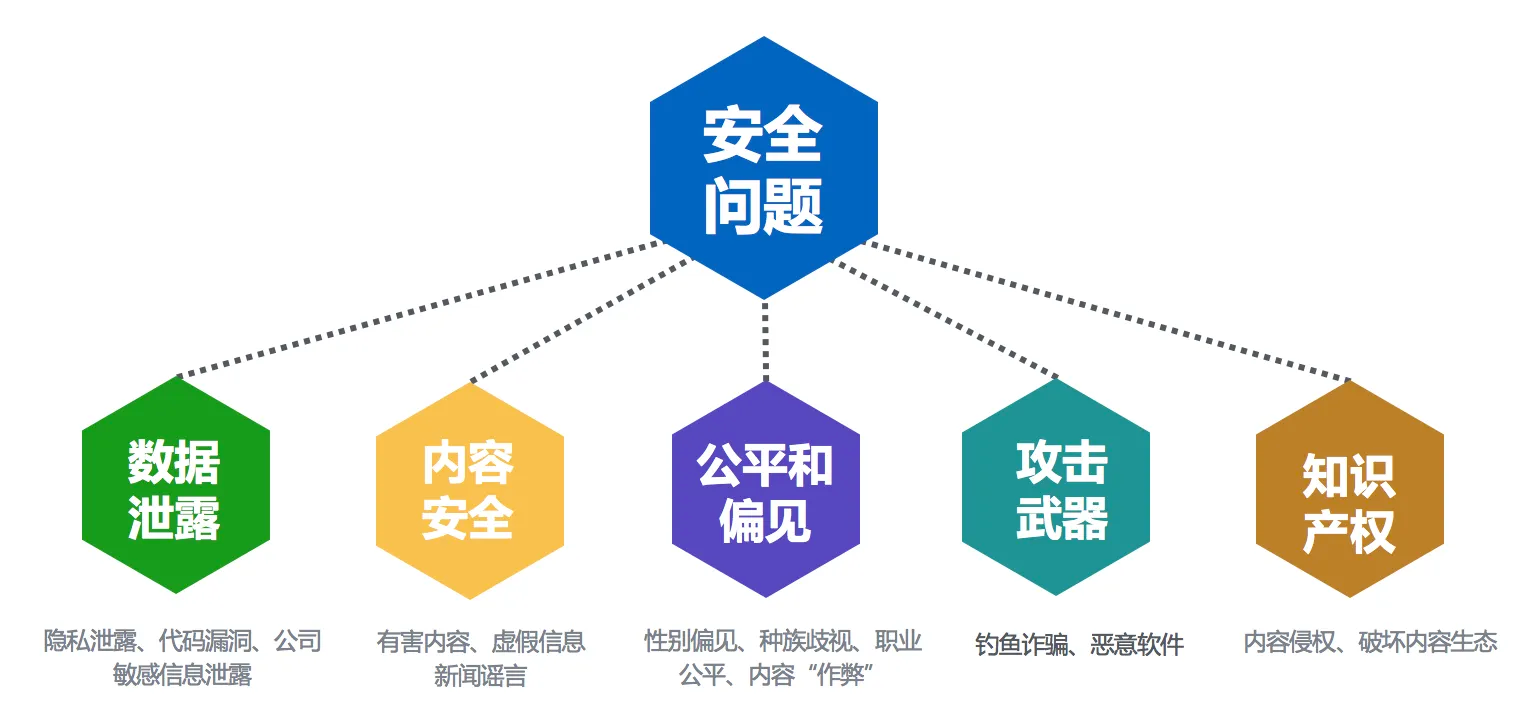 安全
问题
数据
泄露
内容
安全
公平和
偏见
攻击
武器
知识
产权
隐私泄露、代码漏洞、公司
敏感信息泄露
有害内容、虚假信息
新闻谣言
性别偏见、种族歧视、职业
公平、内容“作弊”
钓鱼诈骗、恶意软件
内容侵权、破坏内容生态